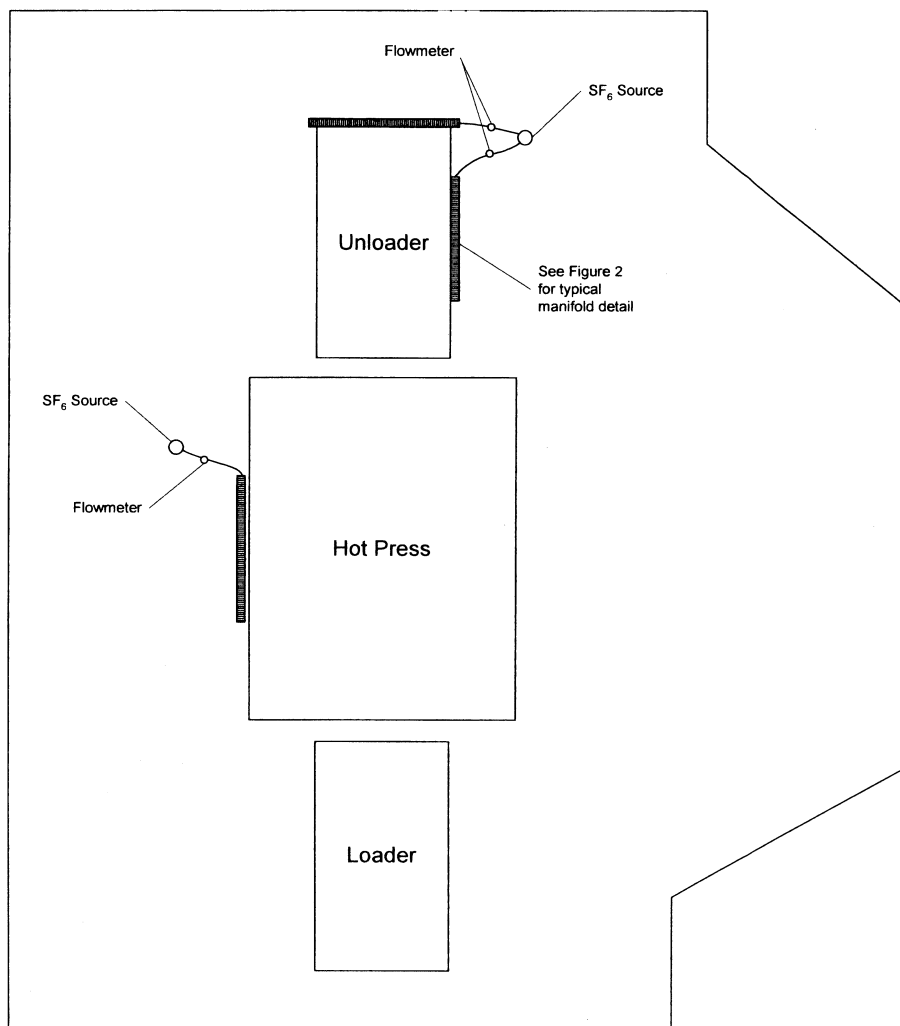 Flowmeter
SF₆ Source
Unloader
See Figure 2
for typical
manifold detail
SF₆ Source
Flowmeter
Hot Press
Loader